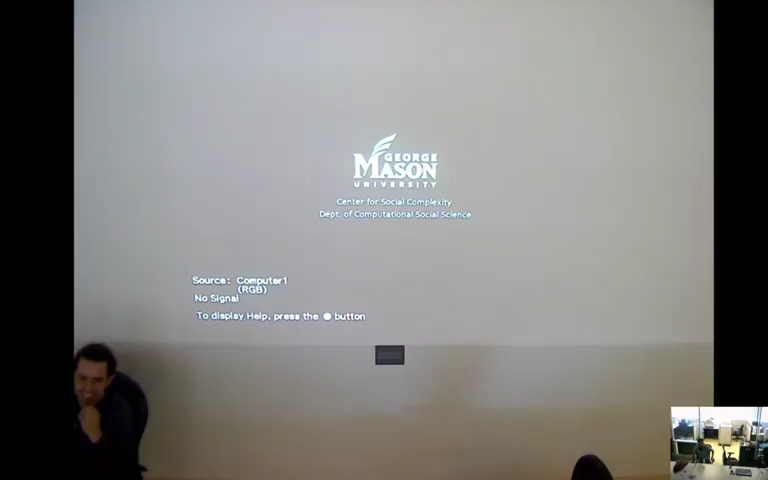 GEORGE
MASON
UNIVERSITY
Center for Social Complexity
Dept. of Computational Social Science
Source: Computer1
(RGB)
No Signal
To display Help, press the button